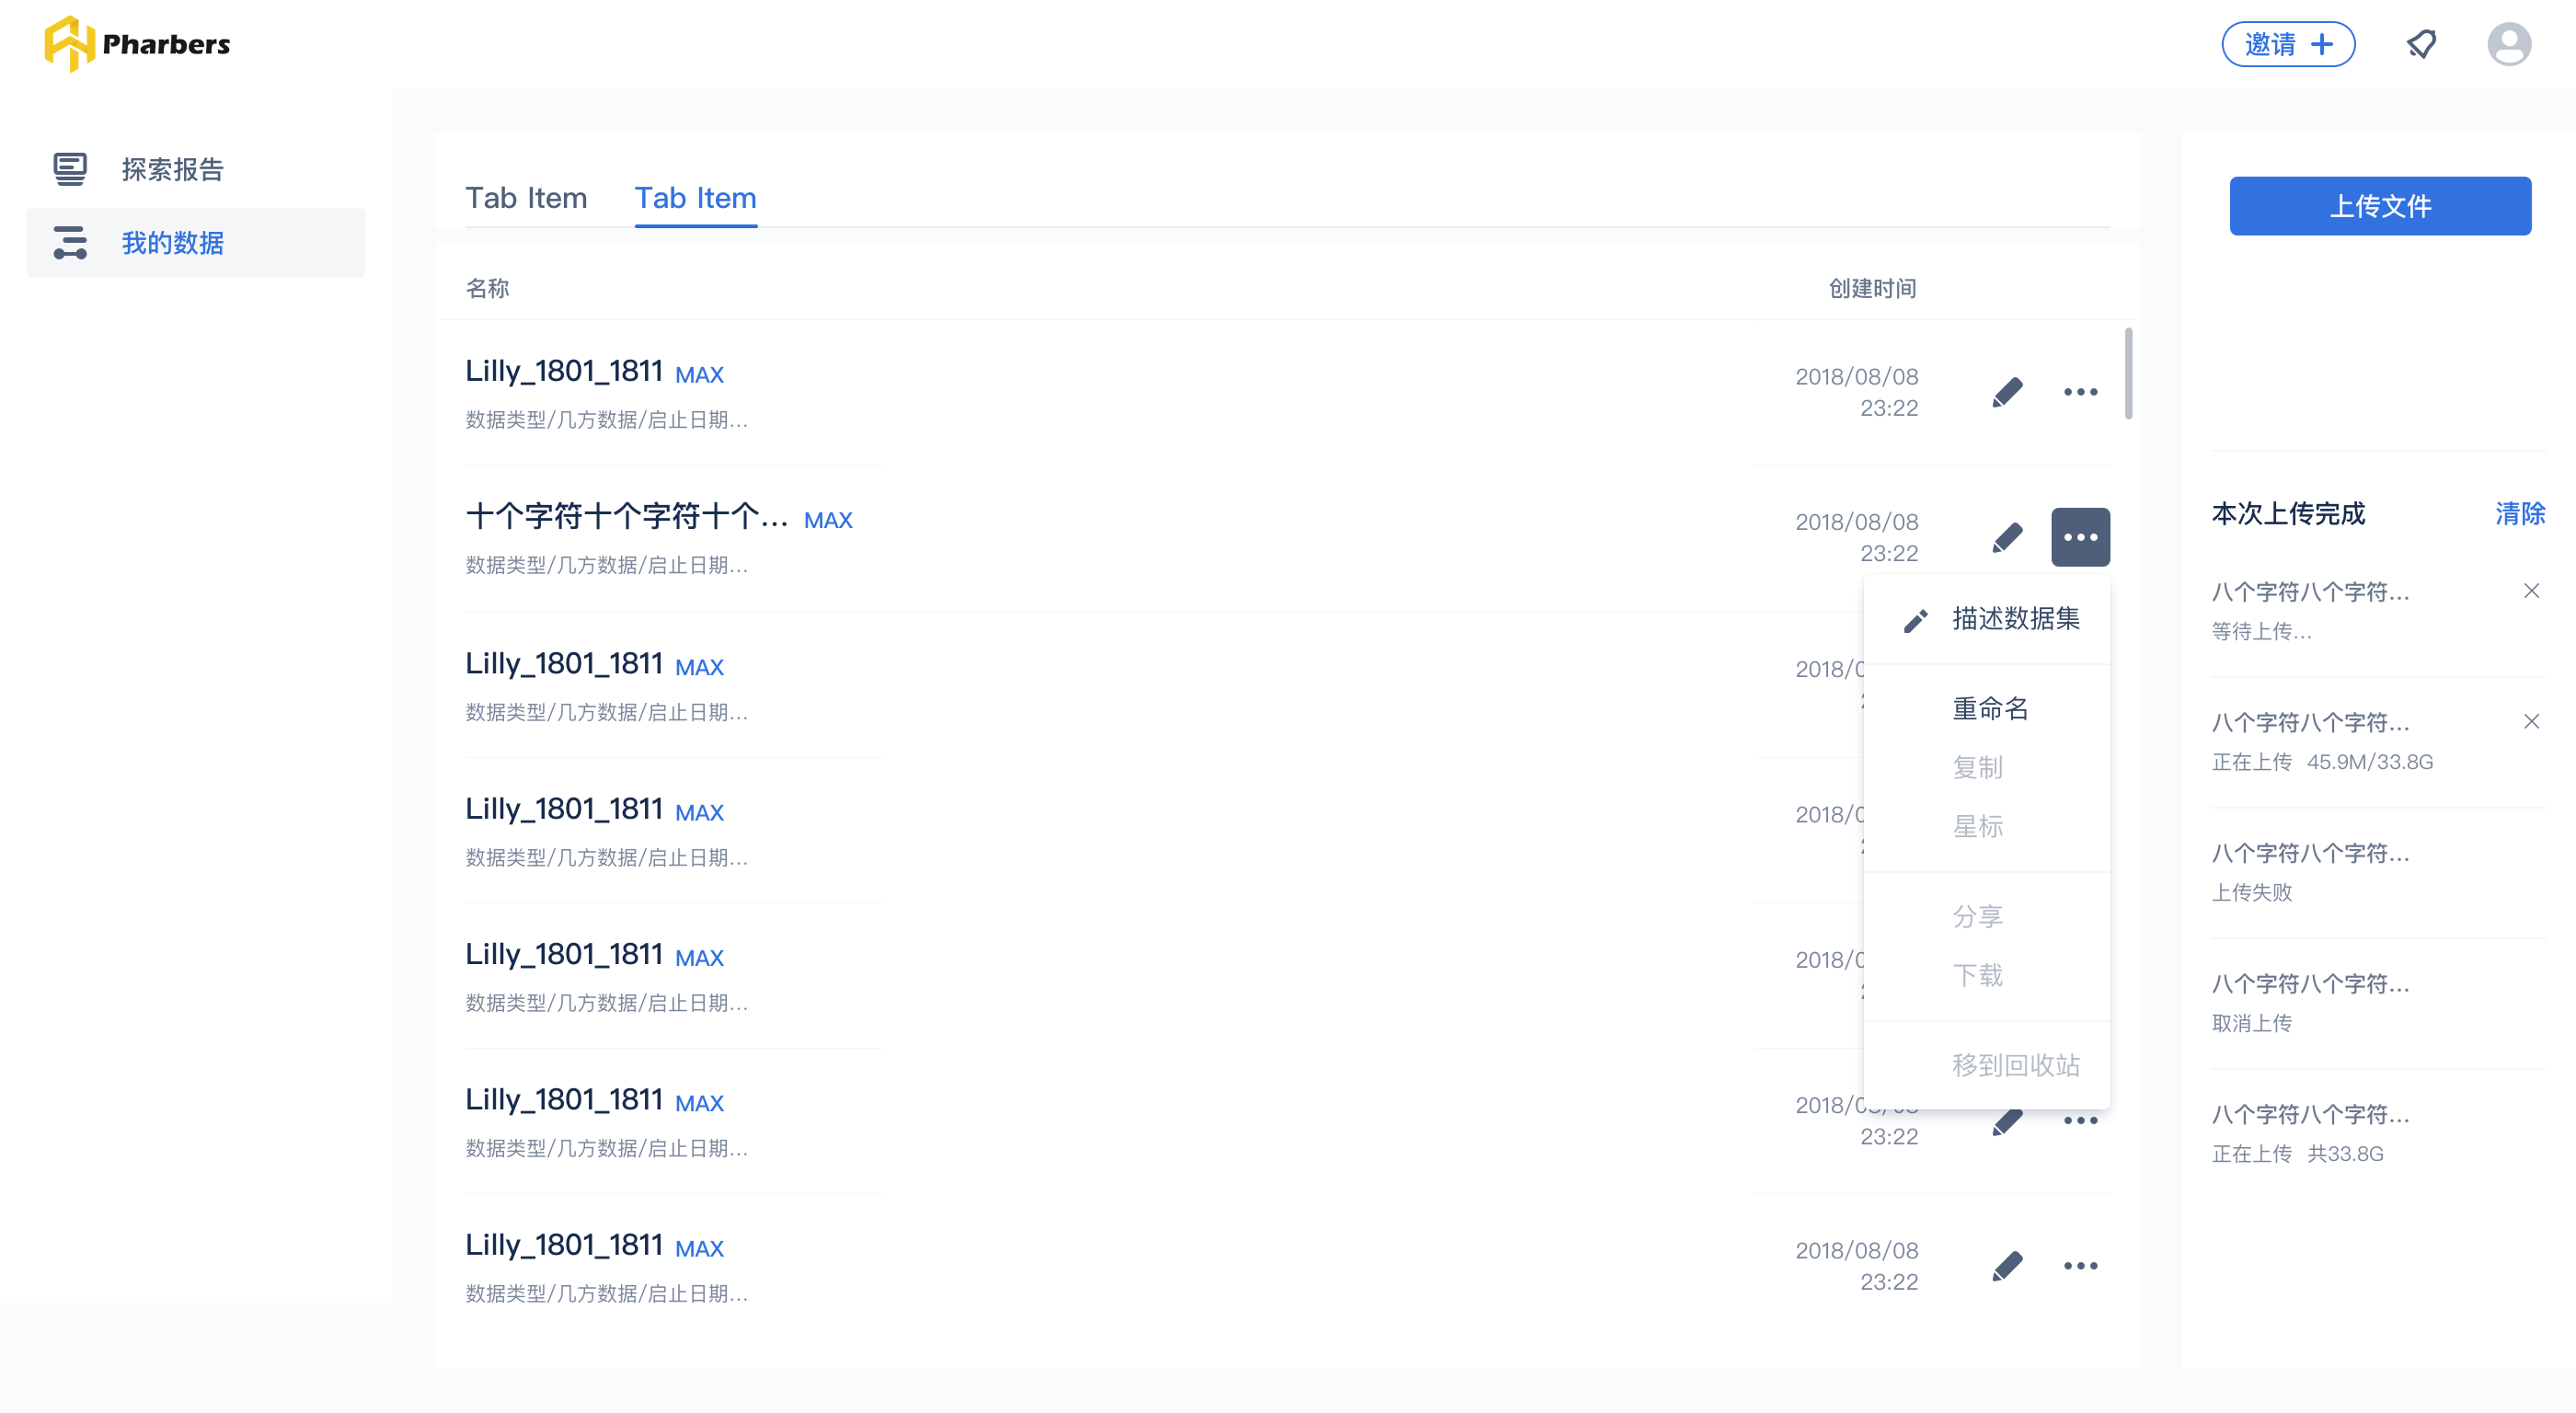 Pharbers
邀请
探索报告
我的数据
Tab Item Tab Item
名称 创建时间
Lilly_1801_1811 MAX
数据类型/几方数据/启止日期...
2018/08/08
23:22
十个字符十个字符十个... MAX
数据类型/几方数据/启止日期...
2018/08/08
23:22
Lilly_1801_1811 MAX
数据类型/几方数据/启止日期...
2018/0
Lilly_1801_1811 MAX
数据类型/几方数据/启止日期...
2018/0
Lilly_1801_1811 MAX
数据类型/几方数据/启止日期...
2018/0
Lilly_1801_1811 MAX
数据类型/几方数据/启止日期...
2018/08/08
23:22
Lilly_1801_1811 MAX
数据类型/几方数据/启止日期...
2018/08/08
23:22
描述数据集
重命名
复制
星标
分享
下载
移到回收站
上传文件
本次上传完成 清除
八个字符八个字符...
等待上传...
八个字符八个字符...
正在上传 45.9M/33.8G
八个字符八个字符...
上传失败
八个字符八个字符...
取消上传
八个字符八个字符...
正在上传 共33.8G